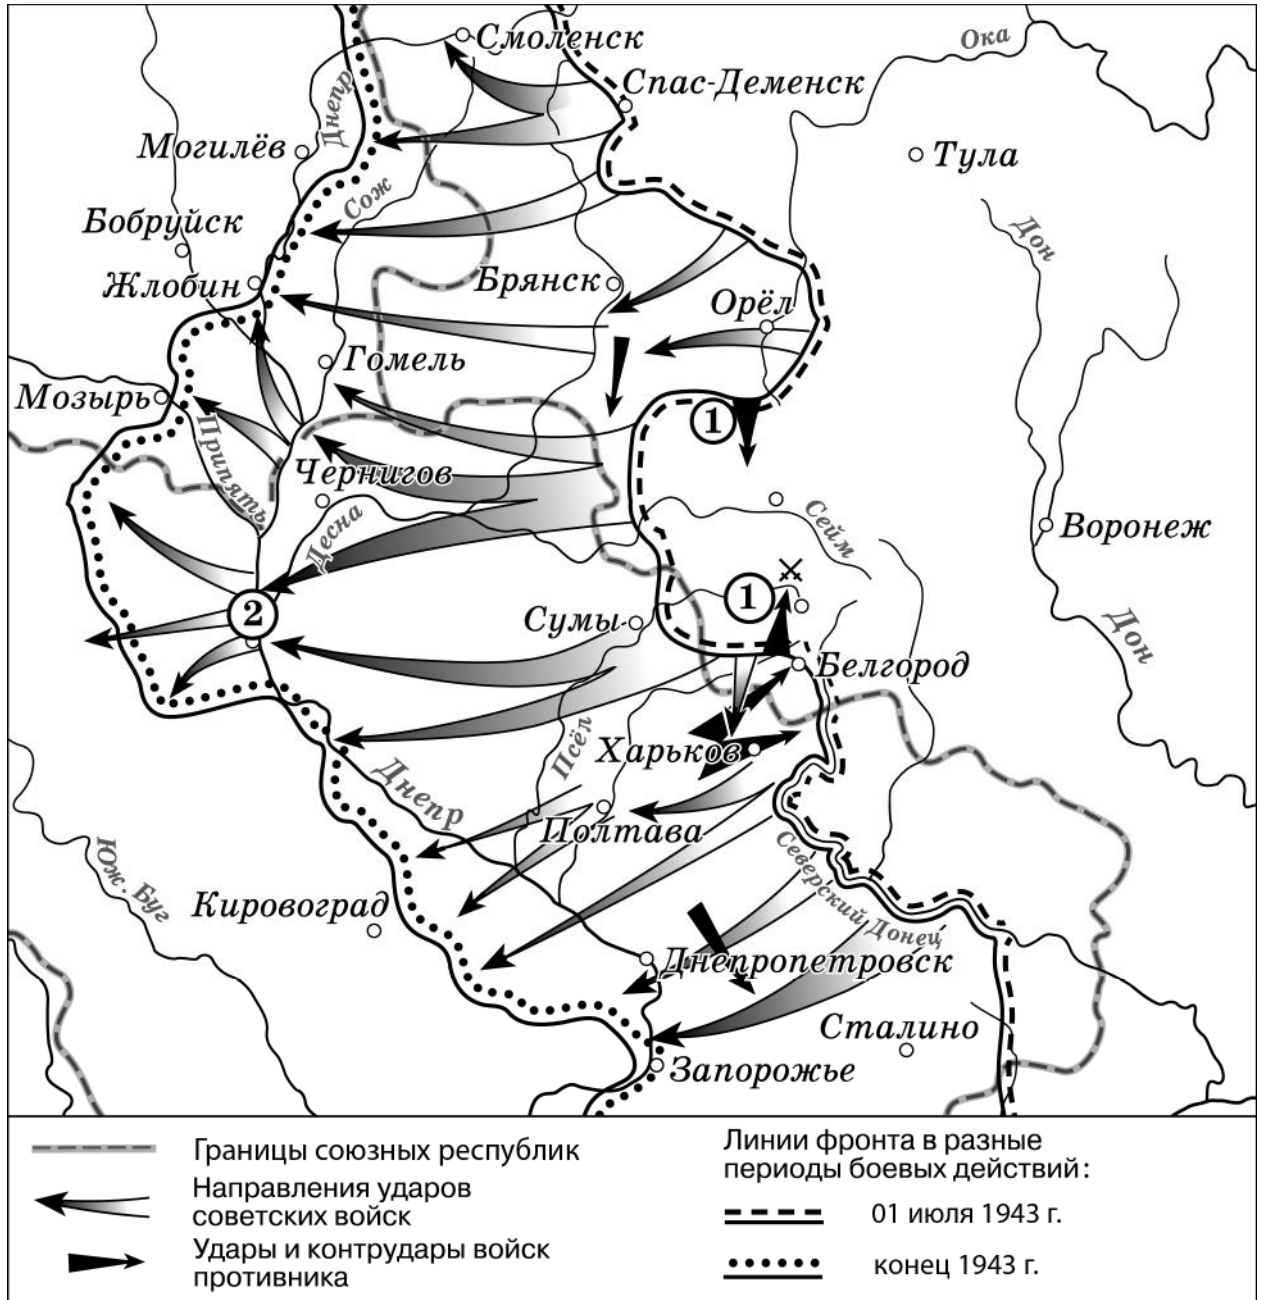 Смоленск
Ока
Спас-Деменск
Днепр
Могилёв
Тула
Сож
Бобруйск
Дон
Жлобин
Брянск
Орёл
Гомель
Мозырь
1
Припять
Чернигов
Десна
Сейм
Воронеж
2
1
Сумы
Белгород
Дон
Псёл
Харьков
Днепр
Полтава
Юж. Буг
Северский Донец
Кировоград
Днепропетровск
Сталино
Запорожье
Границы союзных республик
Направления ударов
советских войск
Удары и контрудары войск
противника
Линии фронта в разные
периоды боевых действий:
01 июля 1943 г.
конец 1943 г.